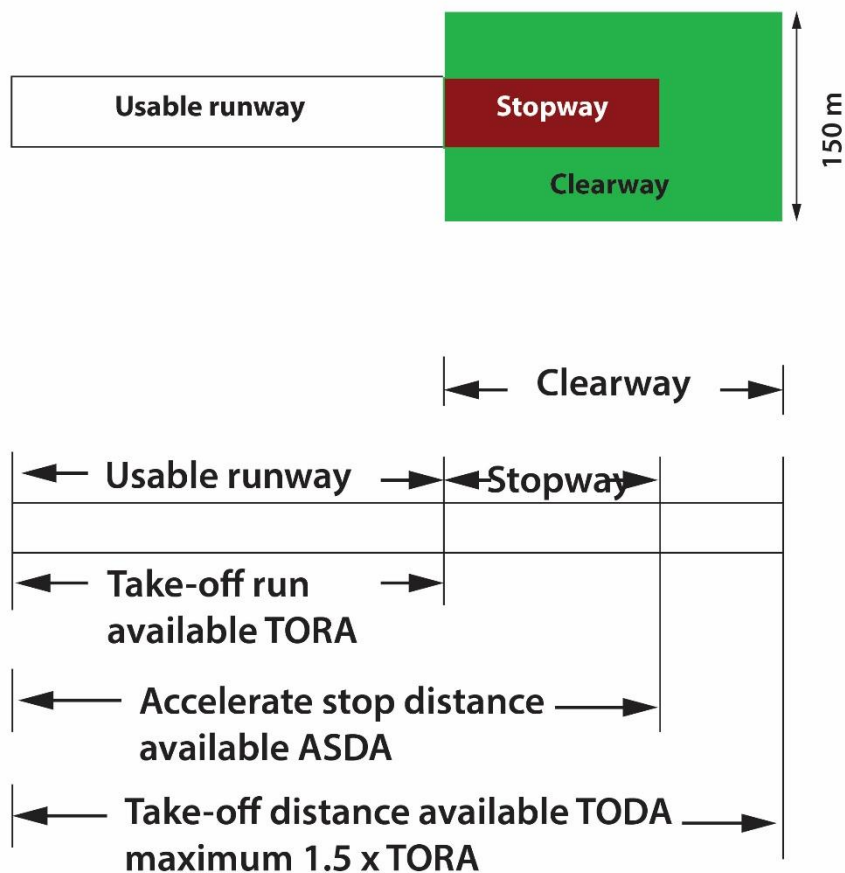 Usable runway
Stopway
Clearway
150 m
Clearway
Usable runway
Stopway
Take-off run
available TORA
Accelerate stop distance
available ASDA
Take-off distance available TODA
maximum 1.5 x TORA